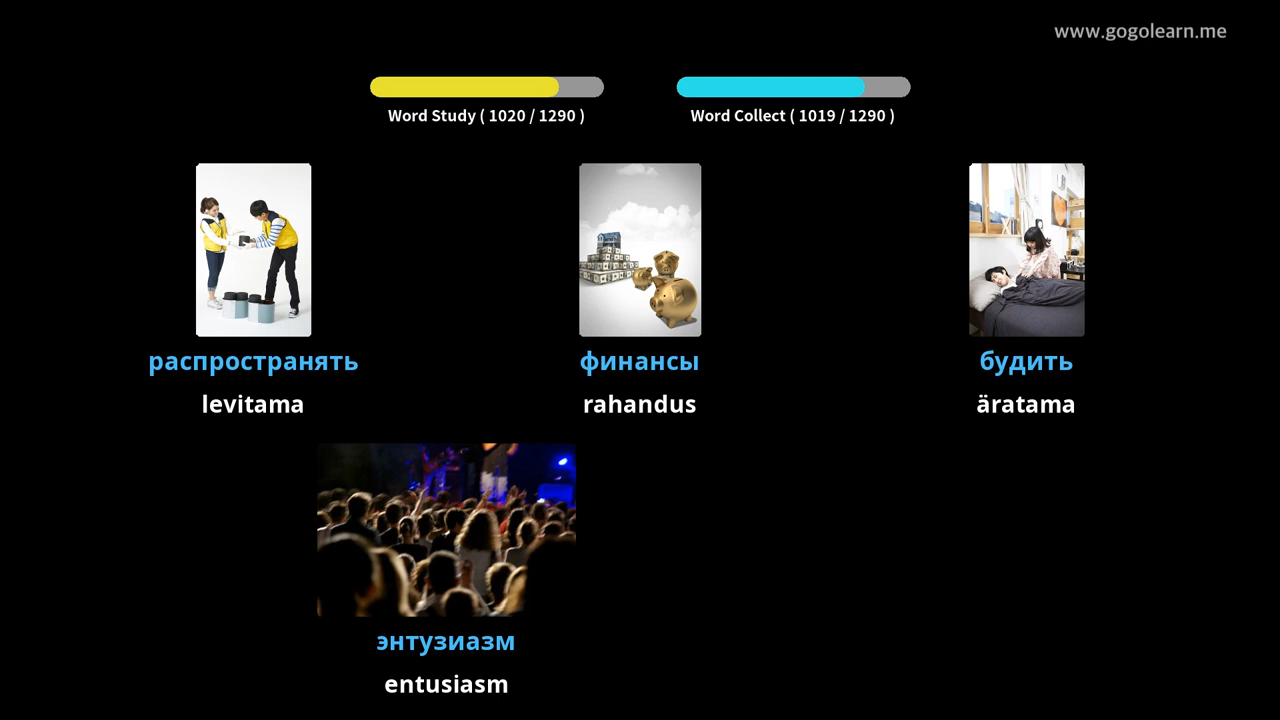 www.gogolearn.me
Word Study ( 1020 / 1290 )
Word Collect ( 1019 / 1290 )
распространять
финансы
будить
levitama
rahandus
äratama
энтузиазм
entusiasm